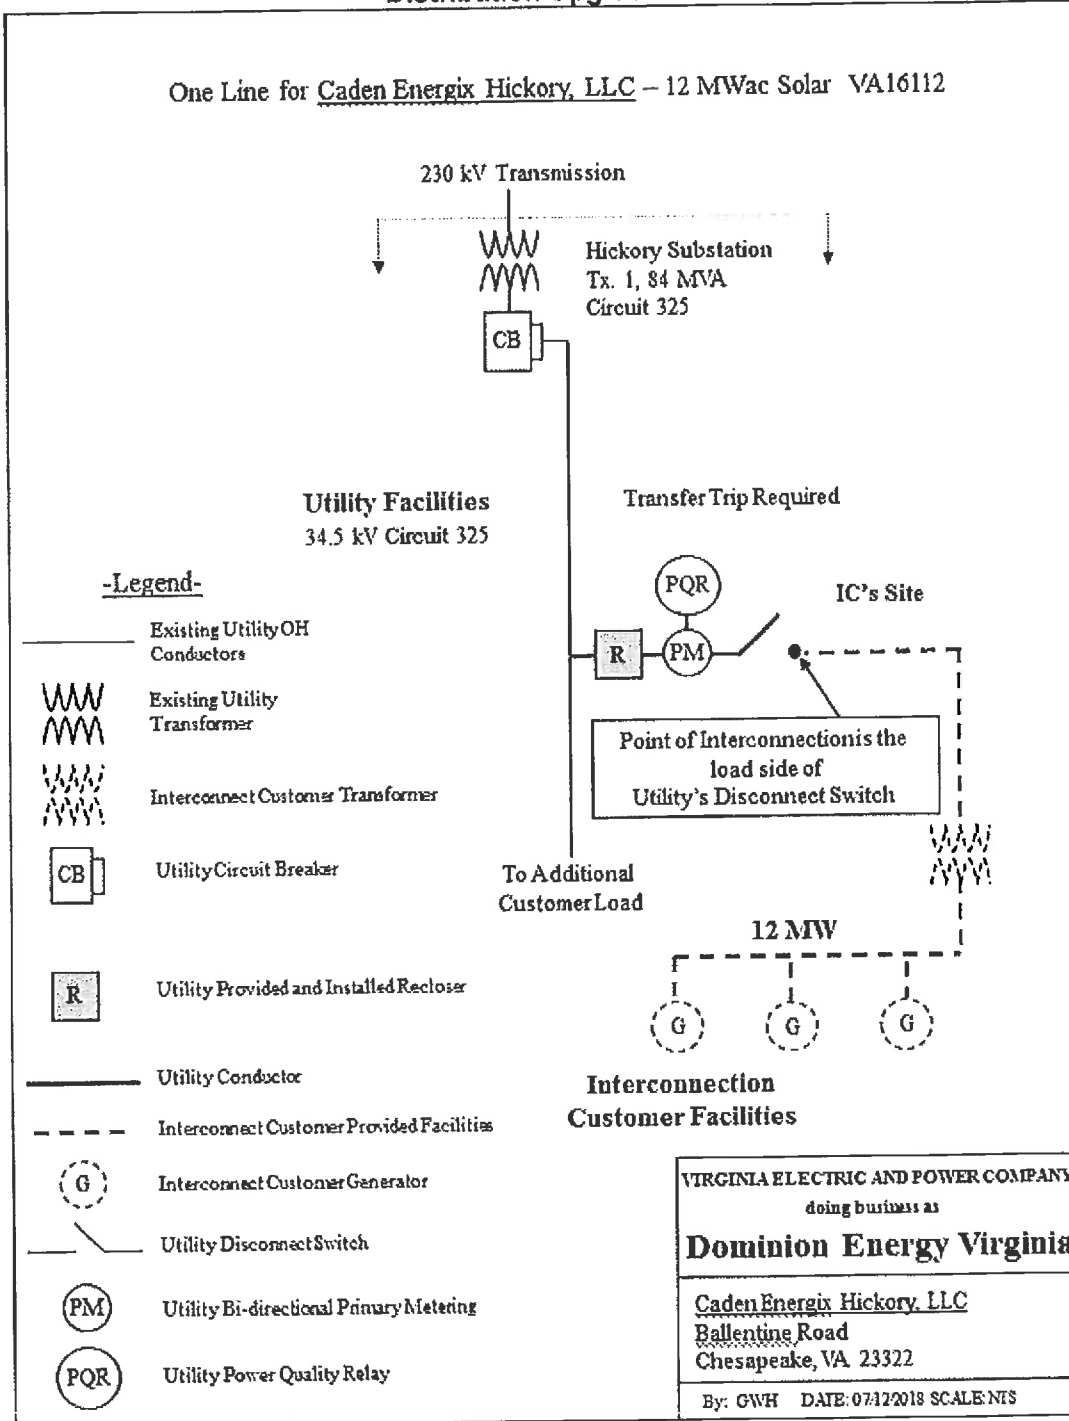 One Line for Caden Energix Hickory, LLC – 12 MWac Solar VA16112
230 kV Transmission
Hickory Substation
Tx. 1, 84 MVA
Circuit 325
CB
Utility Facilities
34.5 kV Circuit 325
Transfer Trip Required
PQR
IC's Site
R
PM
Point of Interconnectionis the
load side of
Utility's Disconnect Switch
To Additional
Customer Load
12 MW
G
G
G
Interconnection
Customer Facilities
-Legend-
Existing Utility OH
Conductors
Existing Utility
Transformer
Interconnect Customer Transformer
CB
Utility Circuit Breaker
R
Utility Provided and Installed Recloser
Utility Conductor
Interconnect Customer Provided Facilities
G
Interconnect Customer Generator
Utility Disconnect Switch
PM
Utility Bi-directional Primary Metering
PQR
Utility Power Quality Relay
VIRGINIA ELECTRIC AND POWER COMPANY
doing business as
Dominion Energy Virginia
Caden Energix Hickory, LLC
Ballentine Road
Chesapeake, VA 23322
By: GWH DATE: 07/12/2018 SCALE: NTS